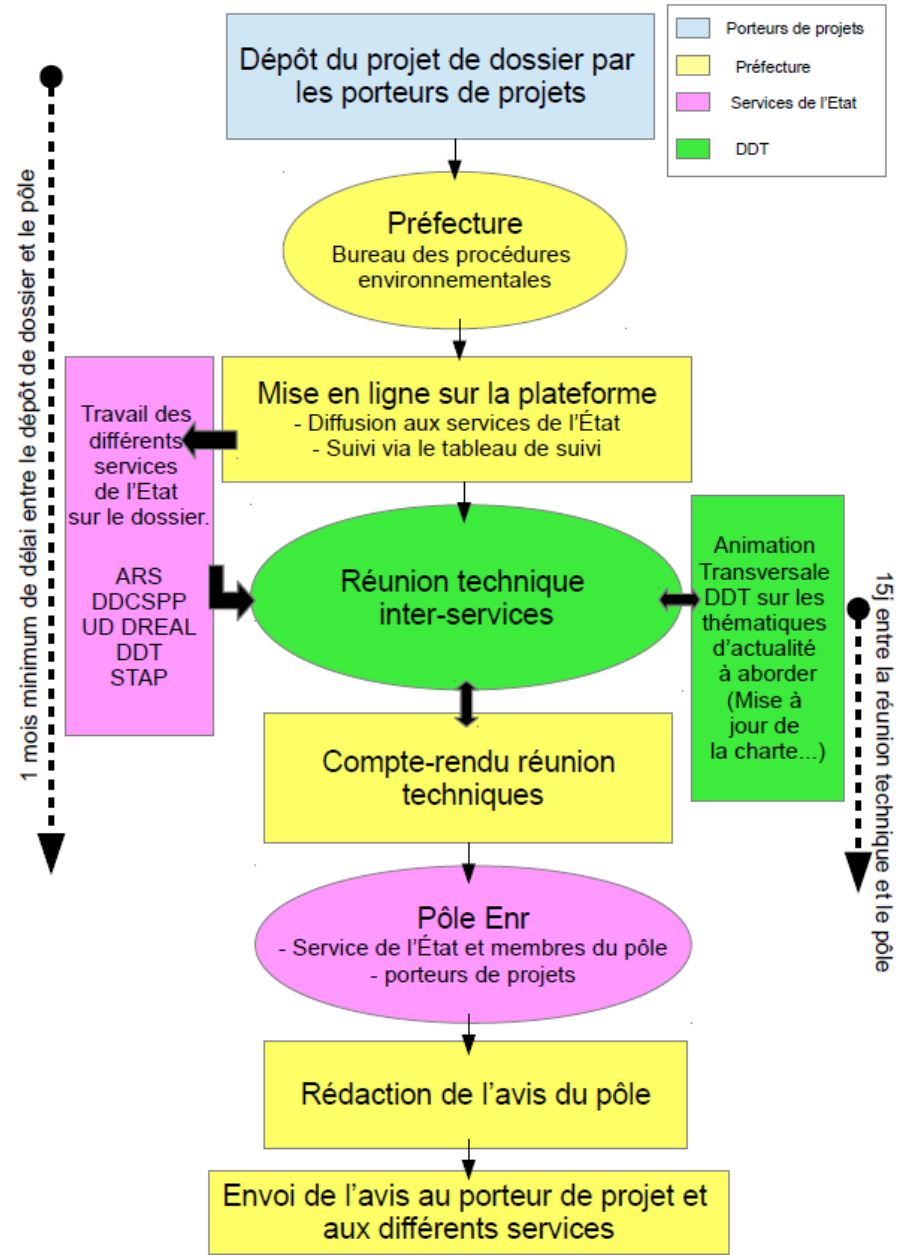 Dépôt du projet de dossier par
les porteurs de projets
Porteurs de projets
Préfecture
Services de l'Etat
DDT
1 mois minimum de délai entre le dépôt de dossier et le pôle
Préfecture
Bureau des procédures
environnementales
Mise en ligne sur la plateforme
- Diffusion aux services de l'État
- Suivi via le tableau de suivi
Travail des
différents
services
de l'Etat
sur le dossier.
ARS
DDCSPP
UD DREAL
DDT
STAP
Réunion technique
inter-services
Animation
Transversale
DDT sur les
thématiques
d'actualité
à aborder
(Mise à
jour de
la charte...)
15j entre la réunion technique et le pôle
Compte-rendu réunion
techniques
Pôle Enr
- Service de l'État et membres du pôle
- porteurs de projets
Rédaction de l'avis du pôle
Envoi de l'avis au porteur de projet et
aux différents services